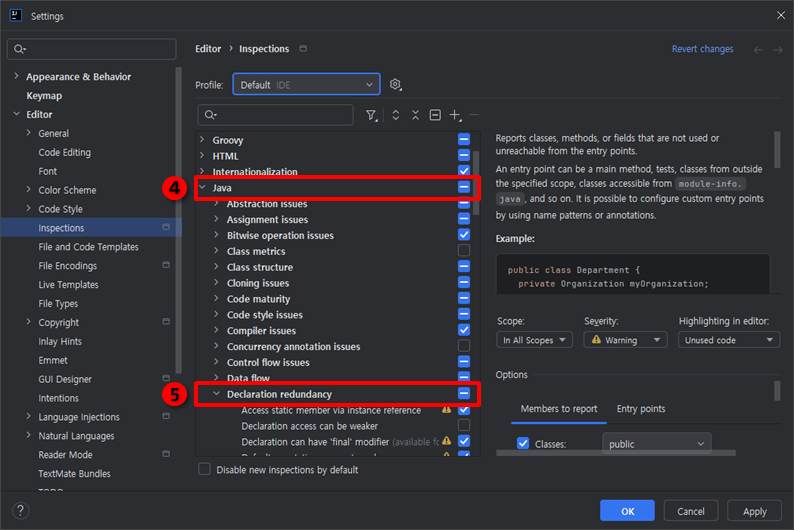 Settings
Appearance & Behavior
Keymap
Editor
General
Code Editing
Font
Color Scheme
Code Style
Inspections
File and Code Templates
File Encodings
Live Templates
File Types
Copyright
Inlay Hints
Emmet
GUI Designer
Intentions
Language Injections
Natural Languages
Reader Mode
TextMate Bundles
TODO
Editor › Inspections
Revert changes
Profile:
Default IDE
Groovy
HTML
Internationalization
4
Java
Abstraction issues
Assignment issues
Bitwise operation issues
Class metrics
Class structure
Cloning issues
Code maturity
Code style issues
Compiler issues
Concurrency annotation issues
Control flow issues
Data flow
5
Declaration redundancy
Access static member via instance reference
Declaration access can be weaker
Declaration can have 'final' modifier (available fo
Disable new inspections by default
Reports classes, methods, or fields that are not used or
unreachable from the entry points.
An entry point can be a main method, tests, classes from outside
the specified scope, classes accessible from module-info.
java, and so on. It is possible to configure custom entry points
by using name patterns or annotations.
Example:
public class Department {
private Organization myOrganization;
Scope:
Severity:
Highlighting in editor:
In All Scopes
Warning
Unused code
Options
Members to report
Entry points
Classes:
public
?
OK
Cancel
Apply